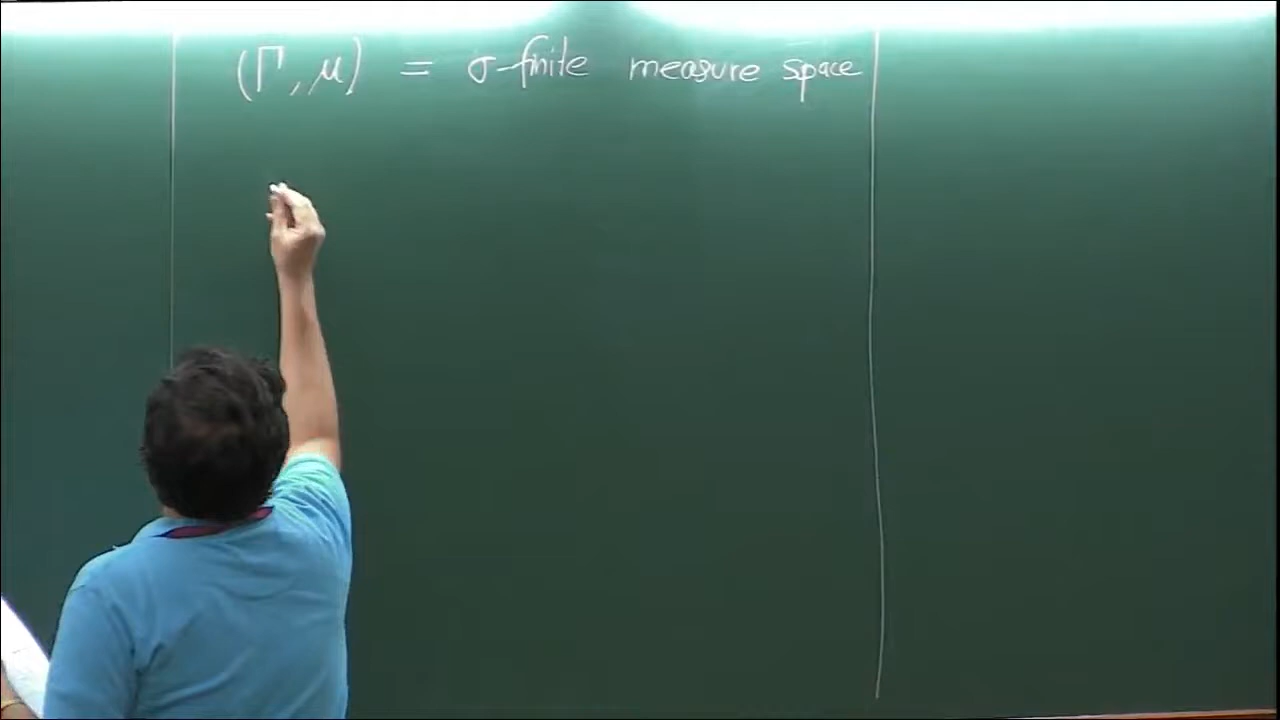 (Γ, μ) = σ-finite measure space